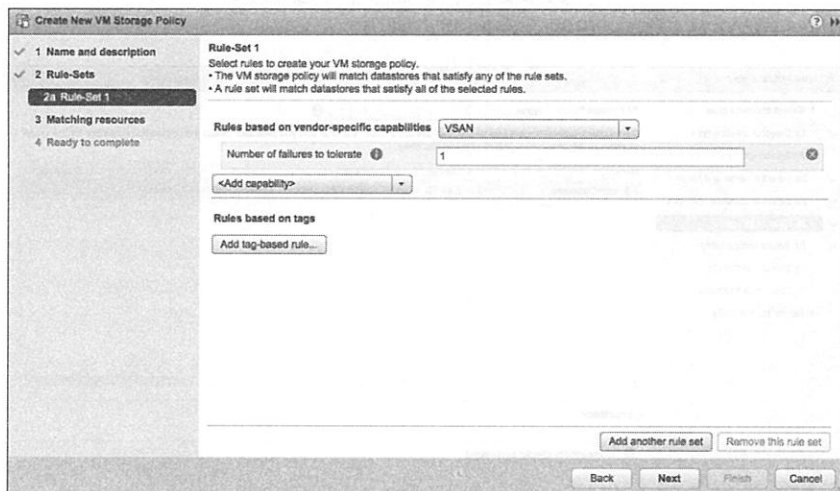 Create New VM Storage Policy
1 Name and description
2 Rule-Sets
2a Rule-Set 1
3 Matching resources
4 Ready to complete
Rule-Set 1
Select rules to create your VM storage policy.
• The VM storage policy will match datastores that satisfy any of the rule sets.
• A rule set will match datastores that satisfy all of the selected rules.
Rules based on vendor-specific capabilities VSAN
Number of failures to tolerate 1
<Add capability>
Rules based on tags
Add tag-based rule...
Add another rule set Remove this rule set
Back Next Finish Cancel